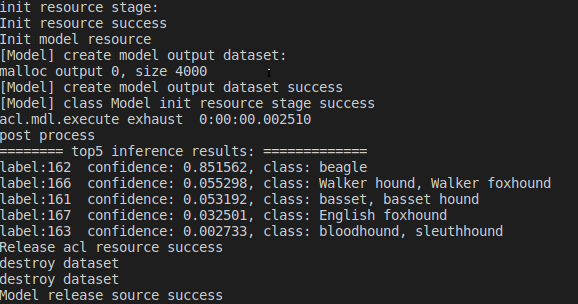 init resource stage:
Init resource success
Init model resource
[Model] create model output dataset:
malloc output 0, size 4000
[Model] create model output dataset success
[Model] class Model init resource stage success
acl.mdl.execute exhaust  0:00:00.002510
post process
======== top5 inference results: =============
label:162  confidence: 0.851562, class: beagle
label:166  confidence: 0.055298, class: Walker hound, Walker foxhound
label:161  confidence: 0.053192, class: basset, basset hound
label:167  confidence: 0.032501, class: English foxhound
label:163  confidence: 0.002733, class: bloodhound, sleuthhound
Release acl resource success
destroy dataset
destroy dataset
Model release source success